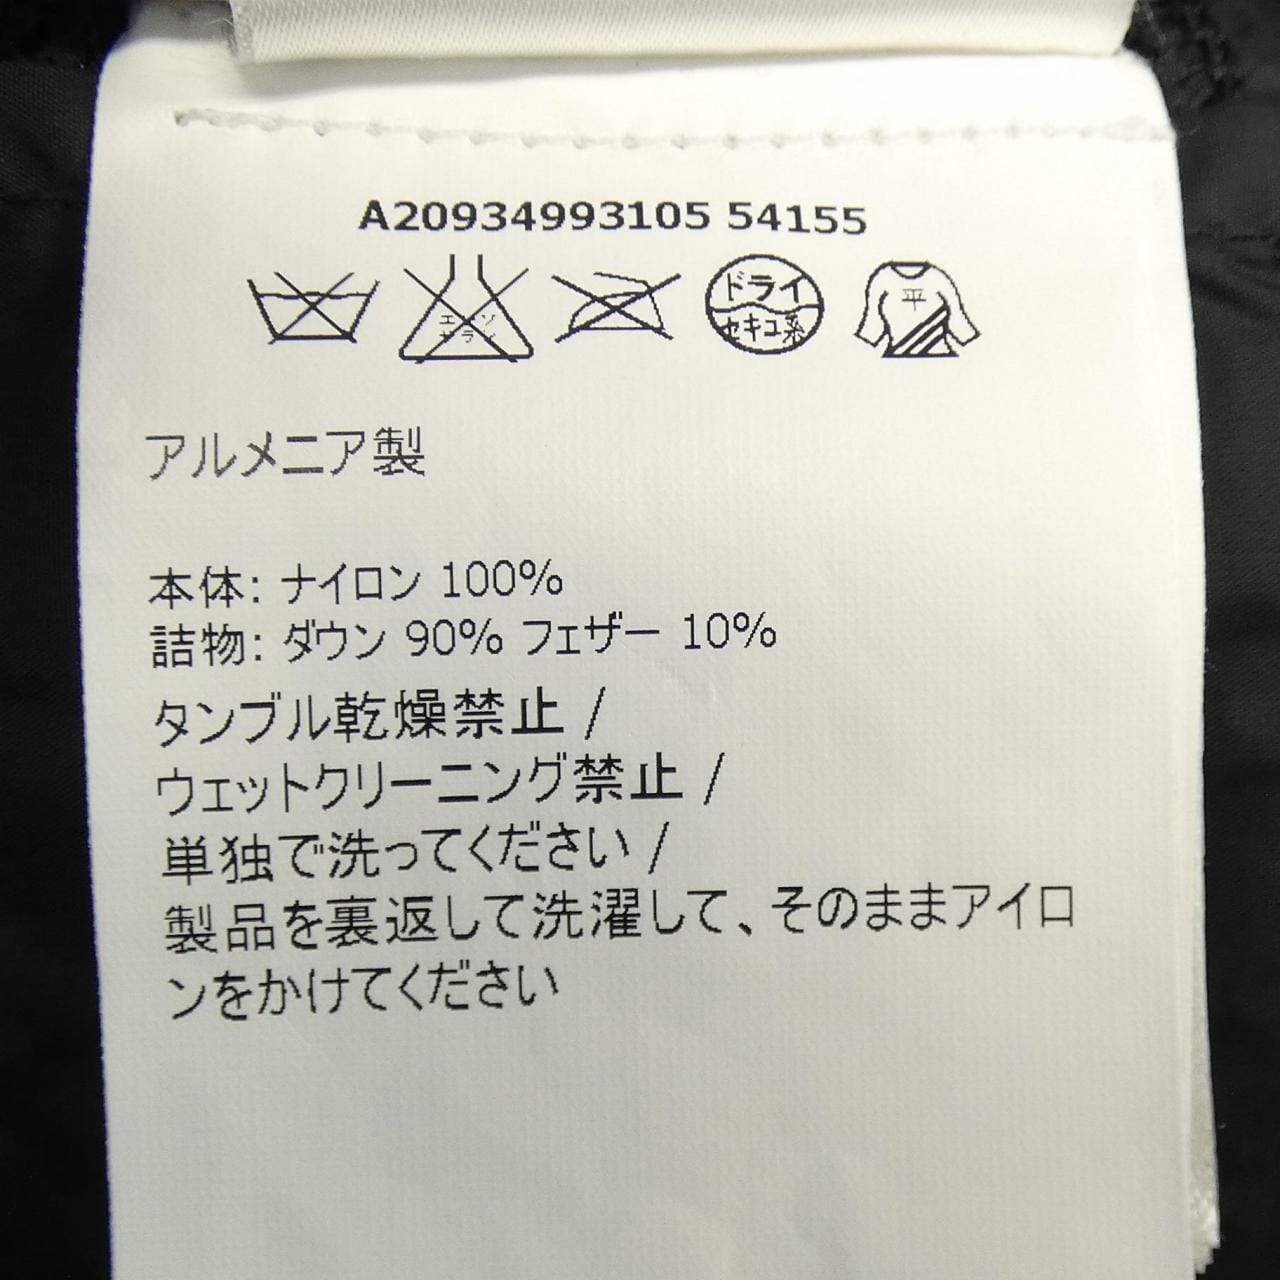 A20934993105 54155
エンソ
サラシ
ドライ
セキユ系
平
アルメニア製
本体: ナイロン 100%
詰物: ダウン 90% フェザー 10%
タンブル乾燥禁止 /
ウェットクリーニング禁止 /
単独で洗ってください /
製品を裏返して洗濯して、そのままアイロ
ンをかけてください